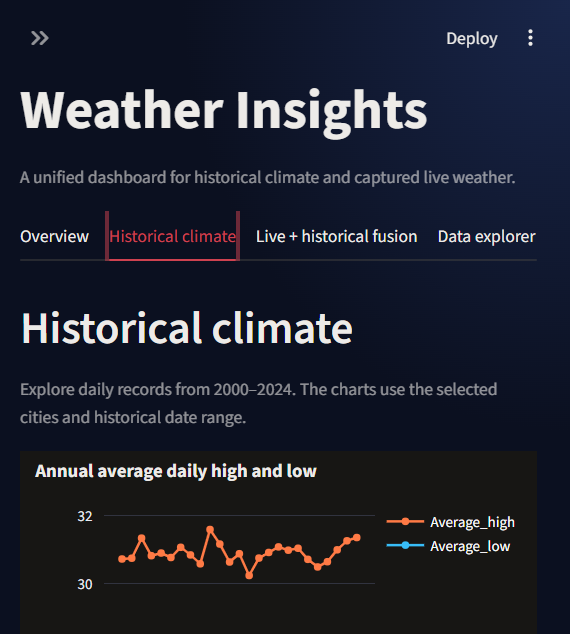 Deploy
Weather Insights
A unified dashboard for historical climate and captured live weather.
Overview
Historical climate
Live + historical fusion
Data explorer
Historical climate
Explore daily records from 2000–2024. The charts use the selected
cities and historical date range.
Annual average daily high and low
32
30
Average_high
Average_low